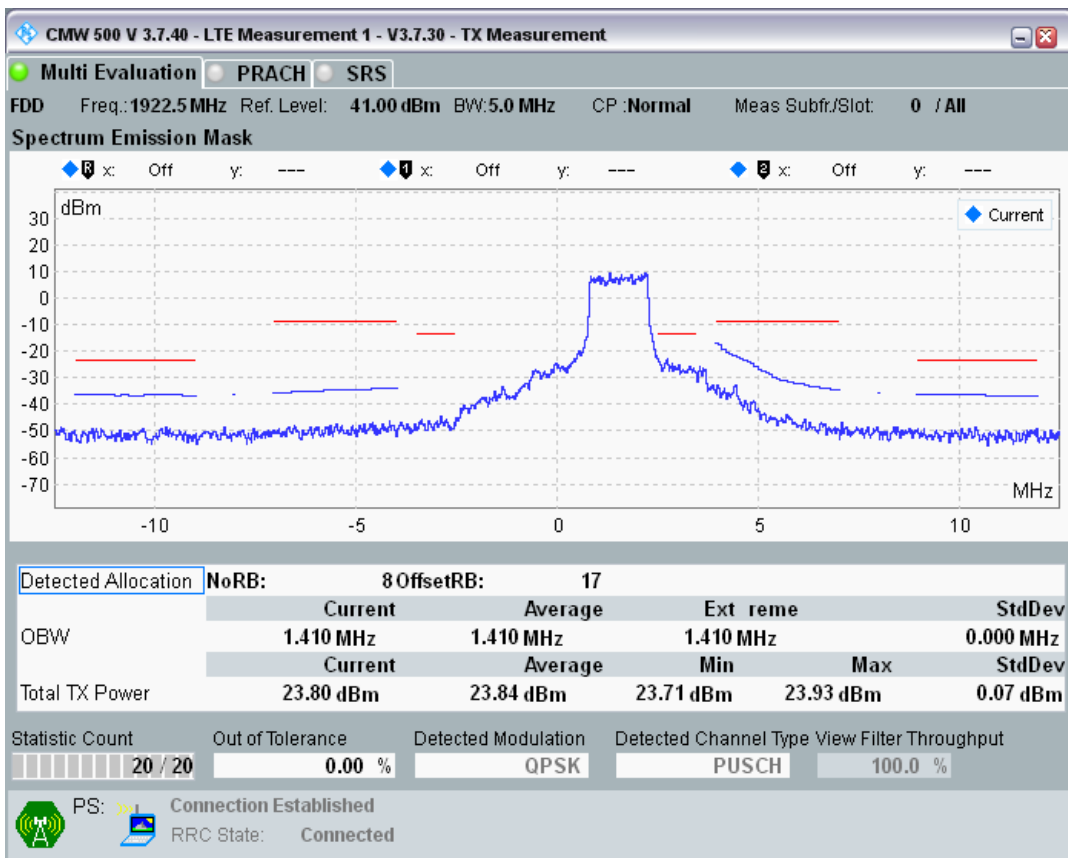 CMW 500 V 3.7.40 - LTE Measurement 1 - V3.7.30 - TX Measurement
Multi Evaluation PRACH SRS
FDD Freq.: 1922.5 MHz Ref. Level: 41.00 dBm BW: 5.0 MHz CP : Normal Meas Subfr./Slot: 0 / All
Spectrum Emission Mask
R x: Off y: --- 1 x: Off y: --- 2 x: Off y: ---
dBm
Current
30
20
10
0
-10
-20
-30
-40
-50
-60
-70
MHz
-10 -5 0 5 10
Detected Allocation NoRB: 8 OffsetRB: 17
Current Average Ext reme StdDev
OBW 1.410 MHz 1.410 MHz 1.410 MHz 0.000 MHz
Current Average Min Max StdDev
Total TX Power 23.80 dBm 23.84 dBm 23.71 dBm 23.93 dBm 0.07 dBm
Statistic Count Out of Tolerance Detected Modulation Detected Channel Type View Filter Throughput
20 / 20 0.00 % QPSK PUSCH 100.0 %
PS: Connection Established
RRC State: Connected